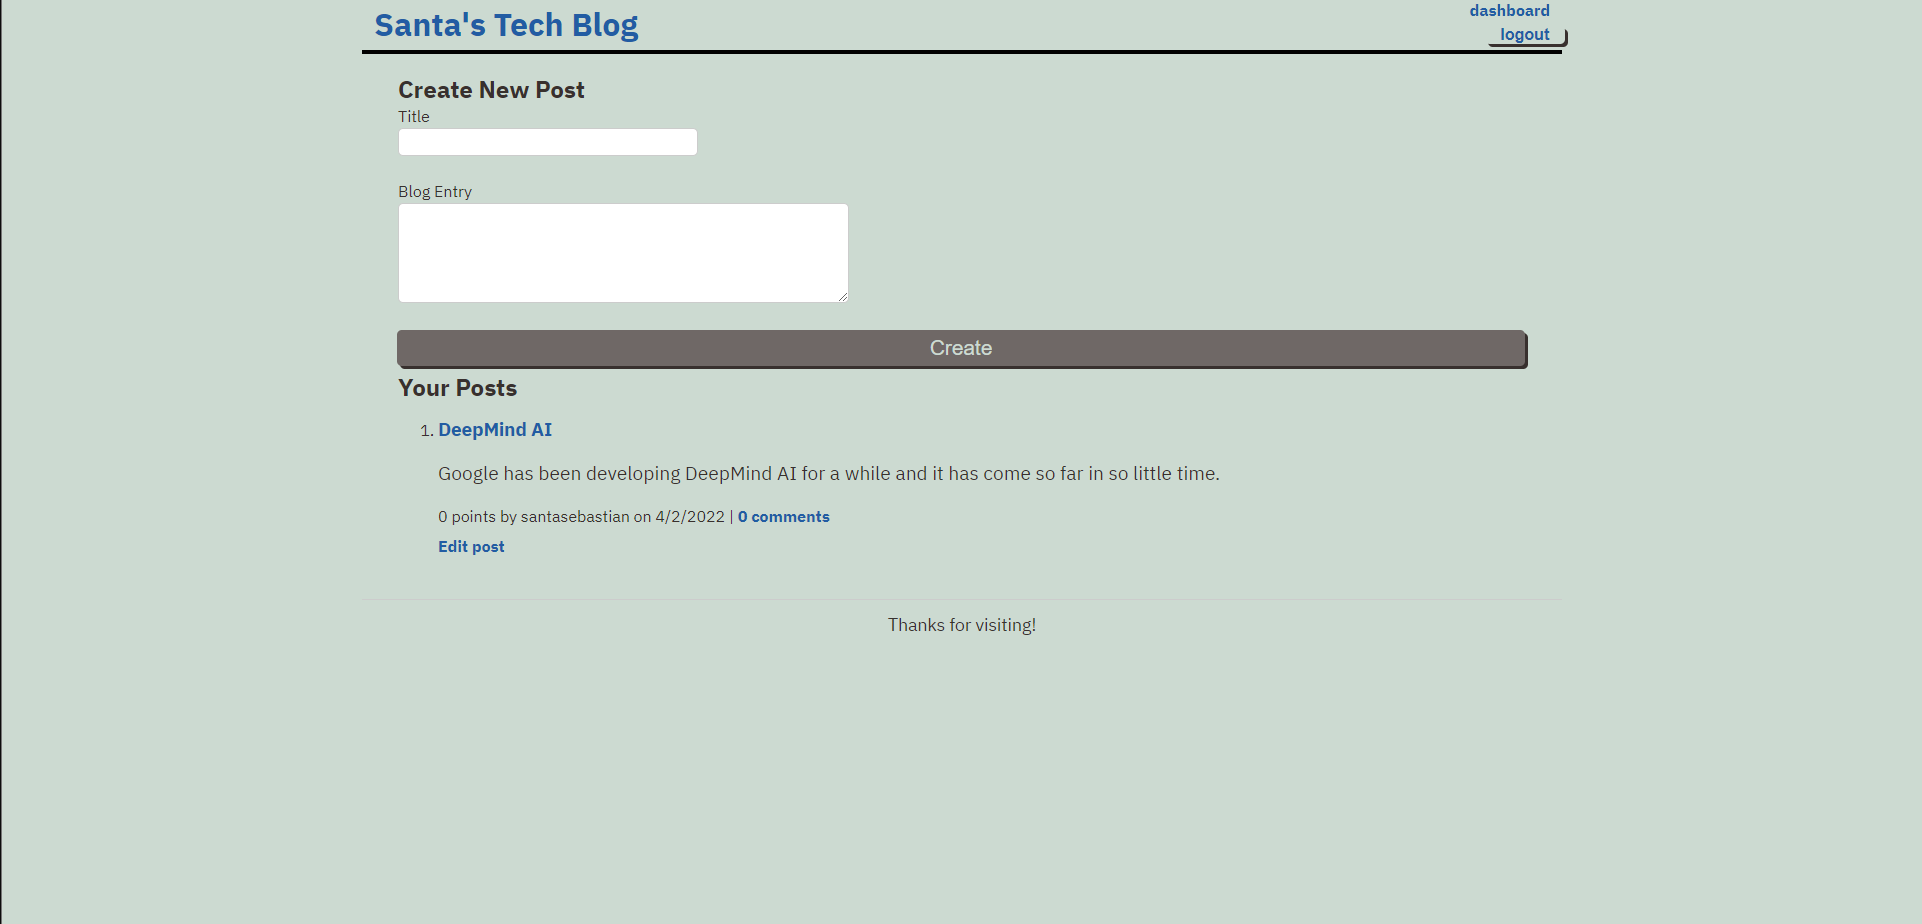 Santa's Tech Blog
dashboard
logout
Create New Post
Title
Blog Entry
Create
Your Posts
1. DeepMind AI
Google has been developing DeepMind AI for a while and it has come so far in so little time.
0 points by santasebastian on 4/2/2022 | 0 comments
Edit post
Thanks for visiting!